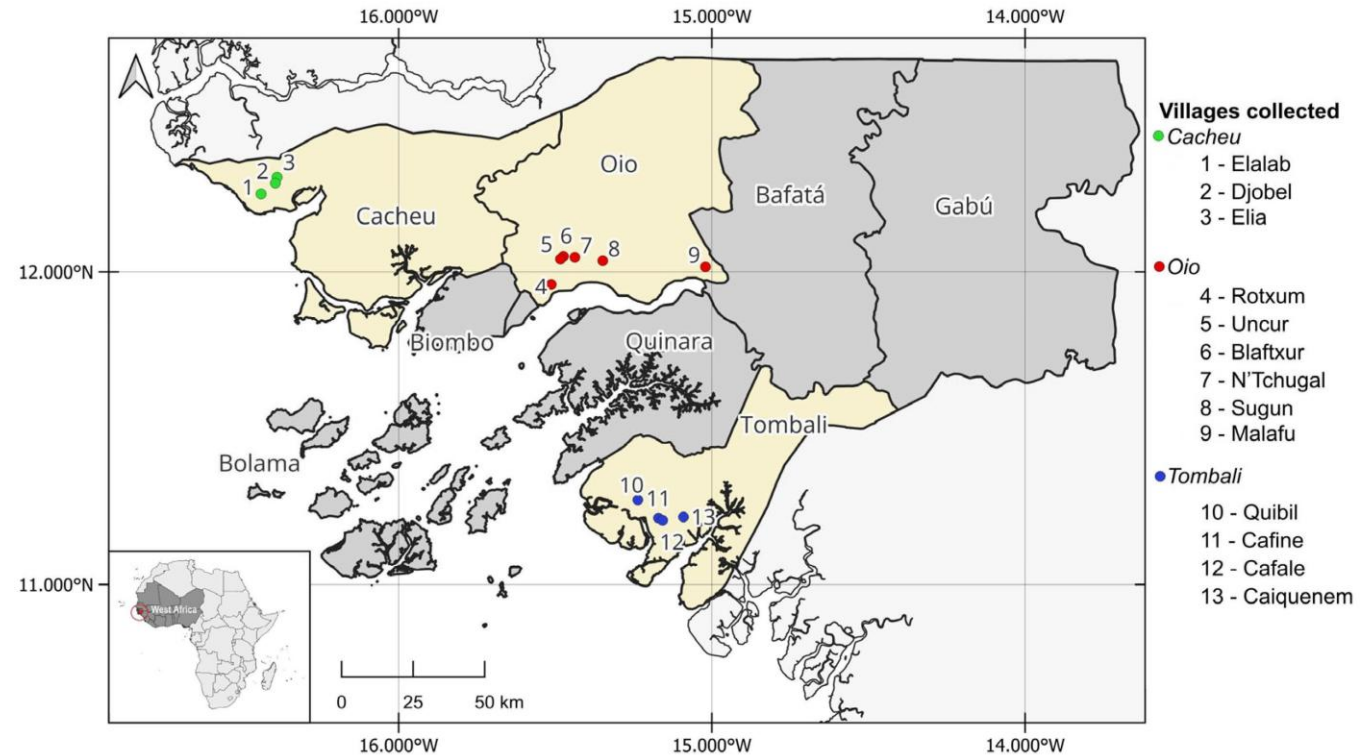 16.000°W 15.000°W 14.000°W
Villages collected
Cacheu
1 - Elalab
2 - Djobel
3 - Elia
Oio
4 - Rotxum
5 - Uncur
6 - Blaftxur
7 - N'Tchugal
8 - Sugun
9 - Malafu
Tombali
10 - Quibil
11 - Cafine
12 - Cafale
13 - Caiquenem
Oio
2 3
1
Bafatá
Gabú
Cacheu
5 6 7 8 9
12.000°N
4
Biombo
Quinara
Tombali
Bolama
10 11
13
12
11.000°N
West Africa
0 25 50 km
16.000°W 15.000°W 14.000°W